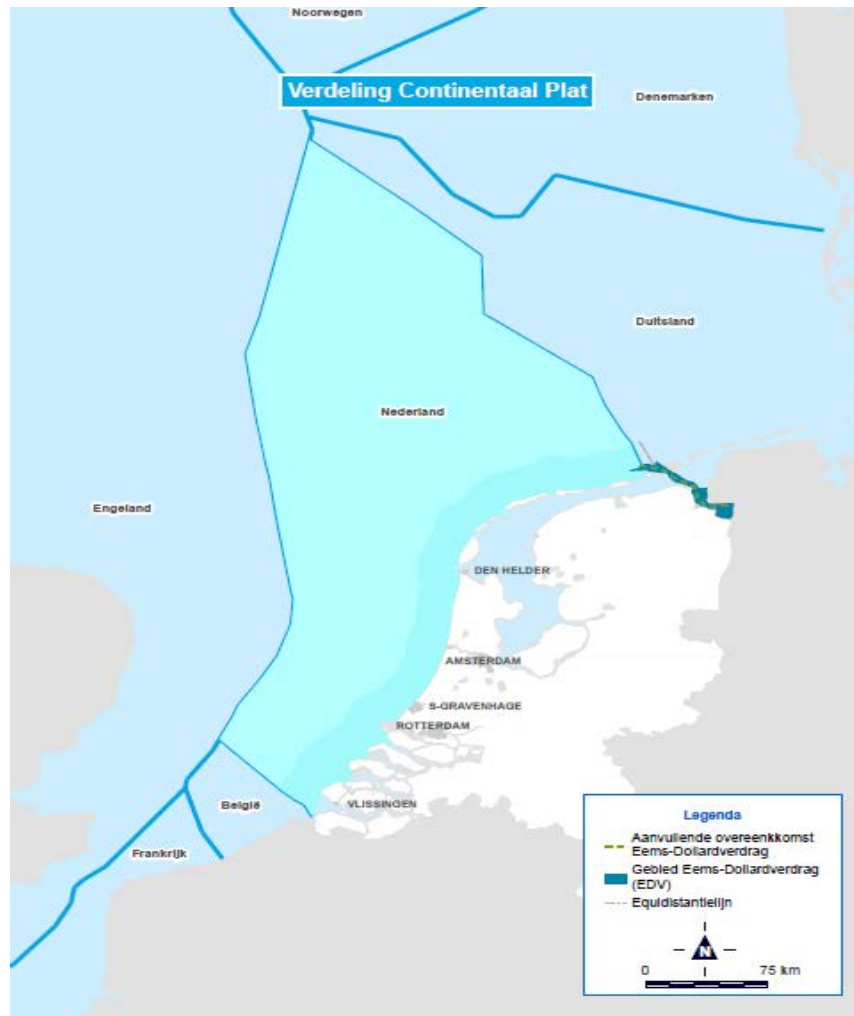 Noorwegen
Verdeling Continentaal Plat
Denemarken
Duitsland
Nederland
Engeland
DEN HELDER
AMSTERDAM
S-GRAVENHAGE
ROTTERDAM
België
VLISSINGEN
Frankrijk
Legenda
Aanvullende overeenkkomst
Eems-Dollardverdrag
Gebied Eems-Dollardverdrag
(EDV)
Equidistantielijn
N
0 75 km